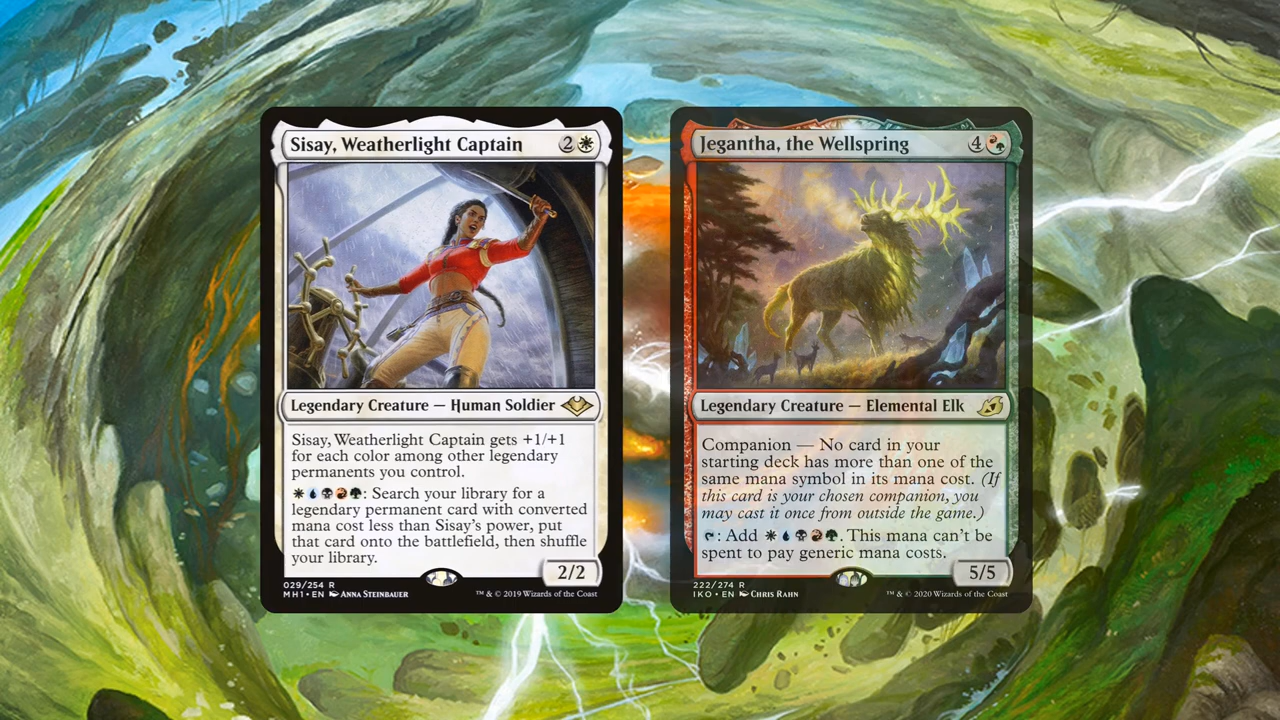 Sisay, Weatherlight Captain 2
Legendary Creature — Human Soldier
Sisay, Weatherlight Captain gets +1/+1
for each color among other legendary
permanents you control.
: Search your library for a
legendary permanent card with converted
mana cost less than Sisay's power, put
that card onto the battlefield, then shuffle
your library.
2/2
029/254 R
MH1 • EN Anna Steinbauer
™ & © 2019 Wizards of the Coast
Jegantha, the Wellspring 4
Legendary Creature — Elemental Elk
Companion — No card in your
starting deck has more than one of the
same mana symbol in its mana cost. (If
this card is your chosen companion, you
may cast it once from outside the game.)
: Add . This mana can't be
spent to pay generic mana costs.
5/5
222/274 R
IKO • EN Chris Rahn
™ & © 2020 Wizards of the Coast